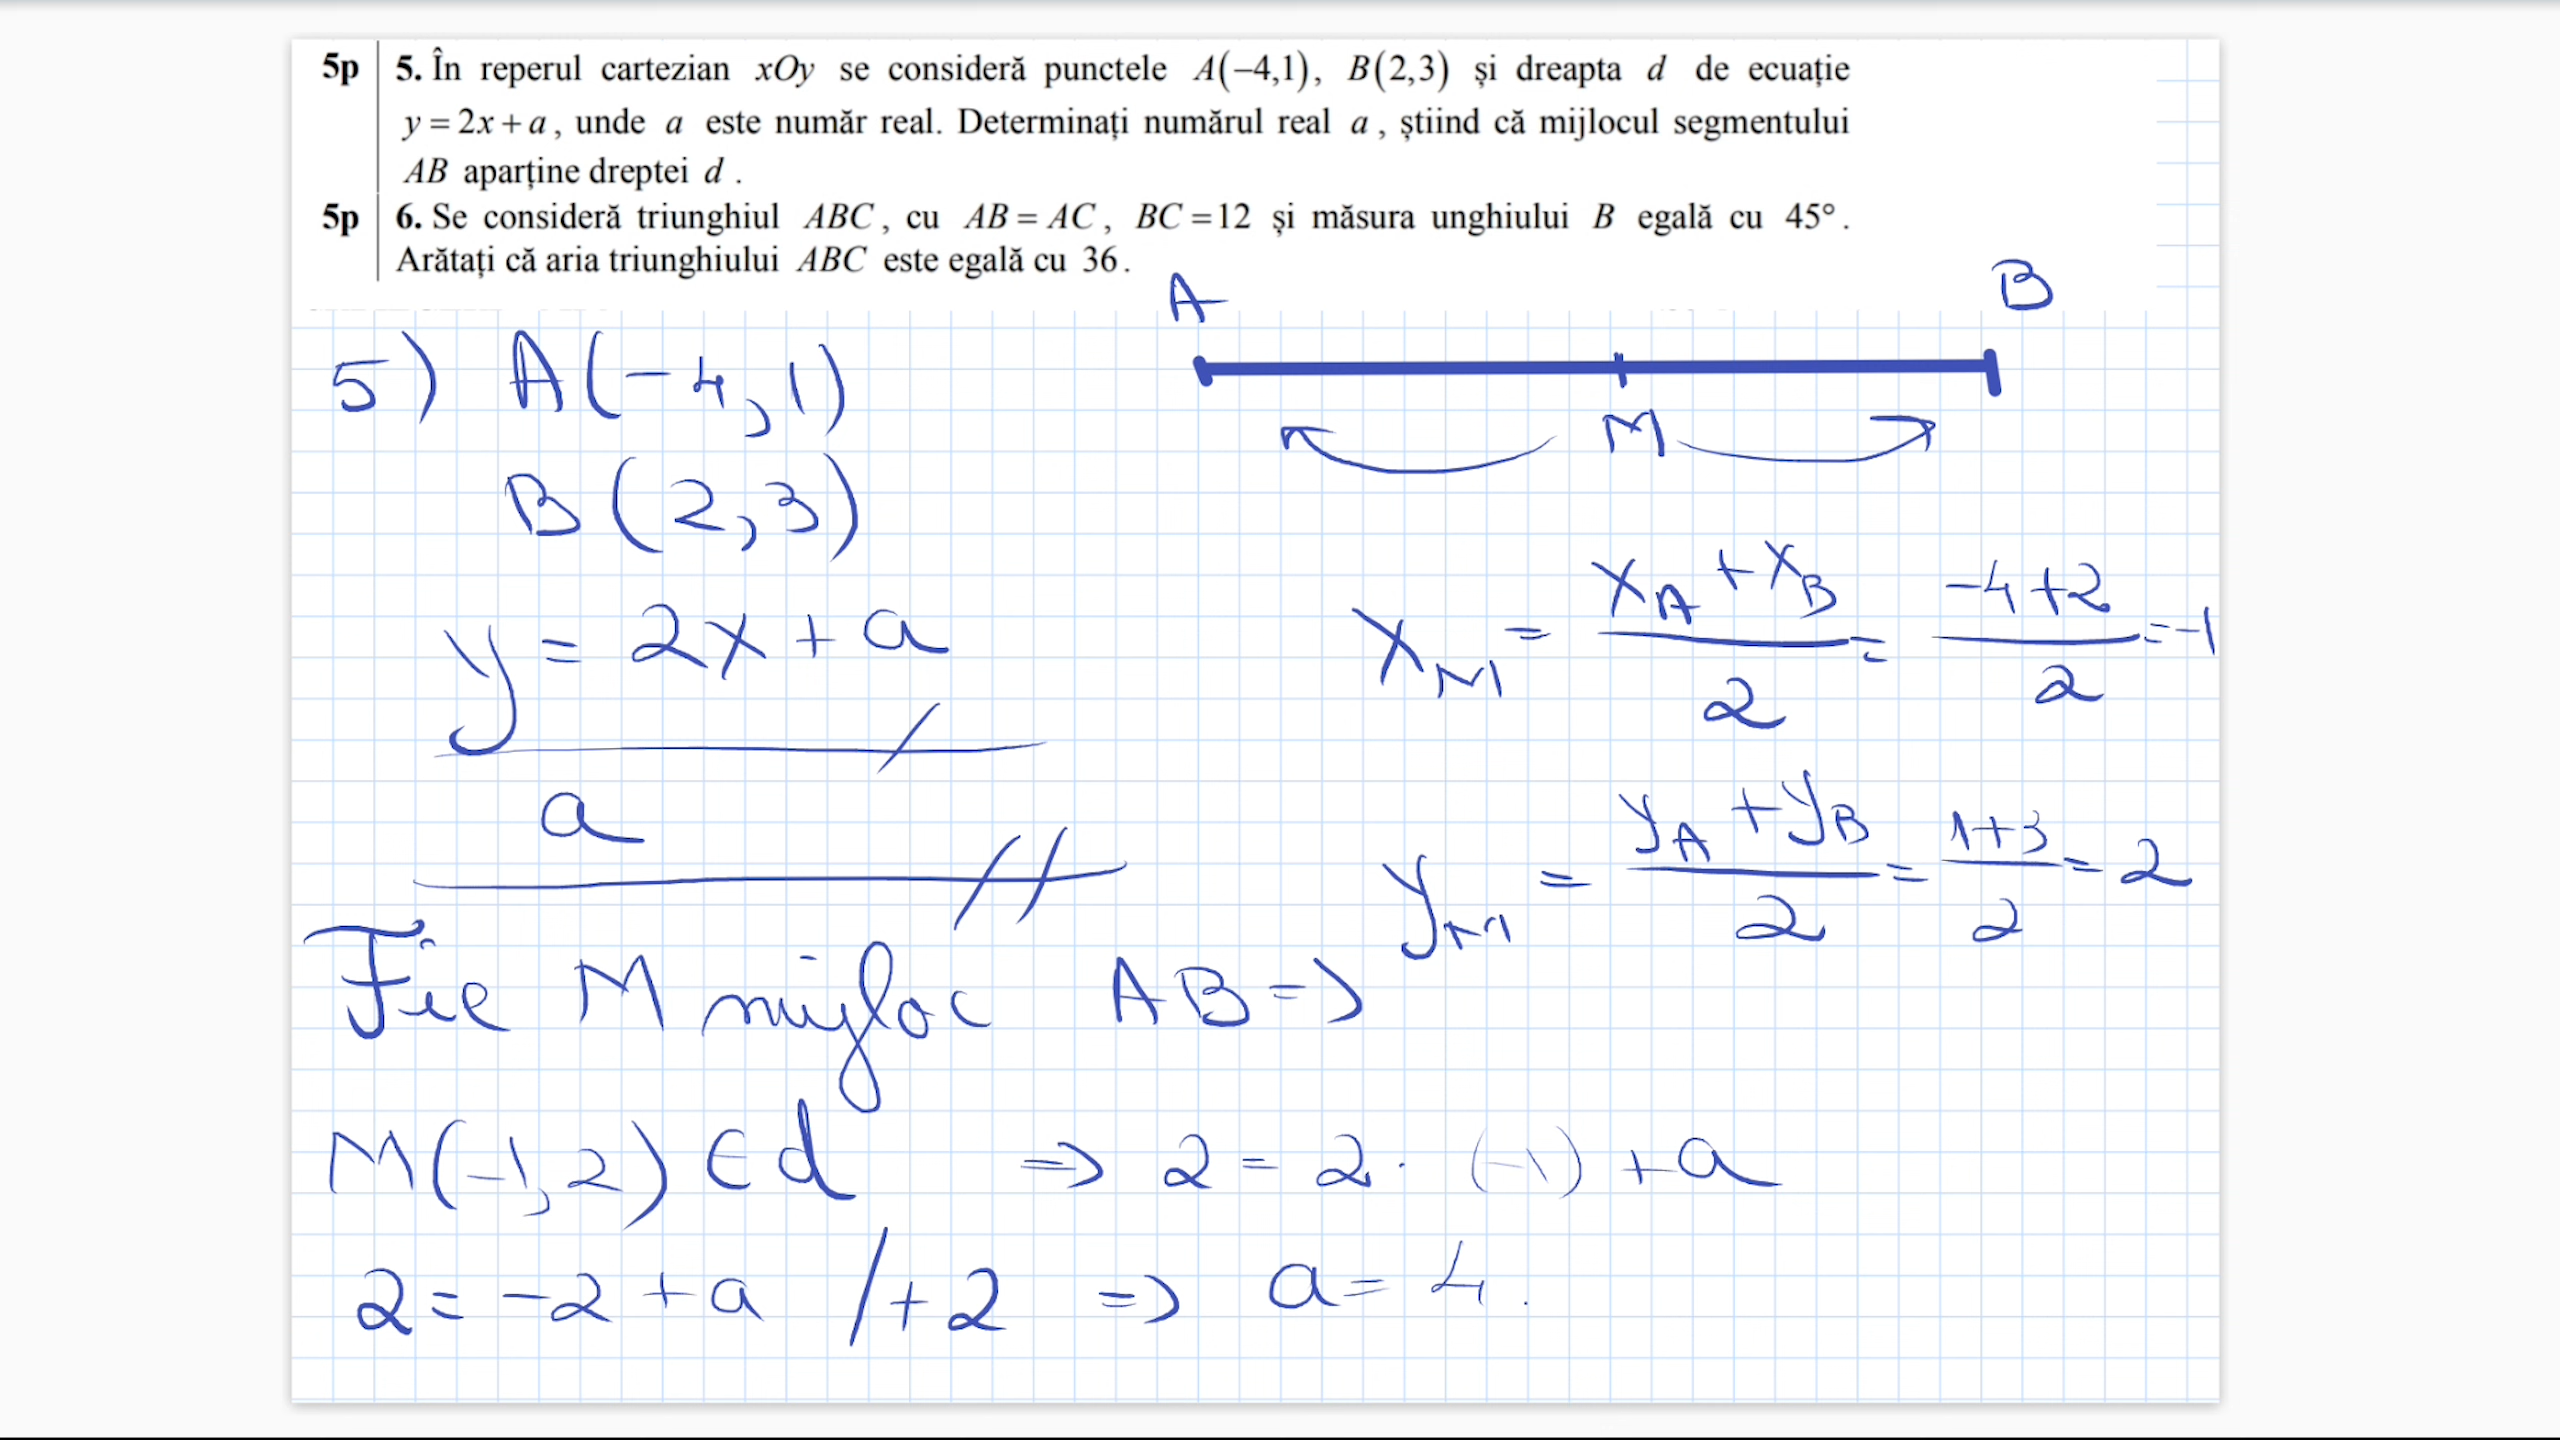 5p 5. În reperul cartezian xOy se consideră punctele A(−4,1), B(2,3) și dreapta d de ecuație
y = 2x + a, unde a este număr real. Determinați numărul real a, știind că mijlocul segmentului
AB aparține dreptei d.
5p 6. Se consideră triunghiul ABC, cu AB = AC, BC = 12 și măsura unghiului B egală cu 45°.
Arătați că aria triunghiului ABC este egală cu 36.
A B
5) A(-4,1)
M
B(2,3)
y = 2x + a
x_M = (x_A + x_B)/2 = (-4+2)/2 = -1
a
y_M = (y_A + y_B)/2 = (1+3)/2 = 2
Fie M mijloc AB =>
M(-1,2) ∈ d => 2 = 2 · (-1) + a
2 = -2 + a /+2 => a = 4.